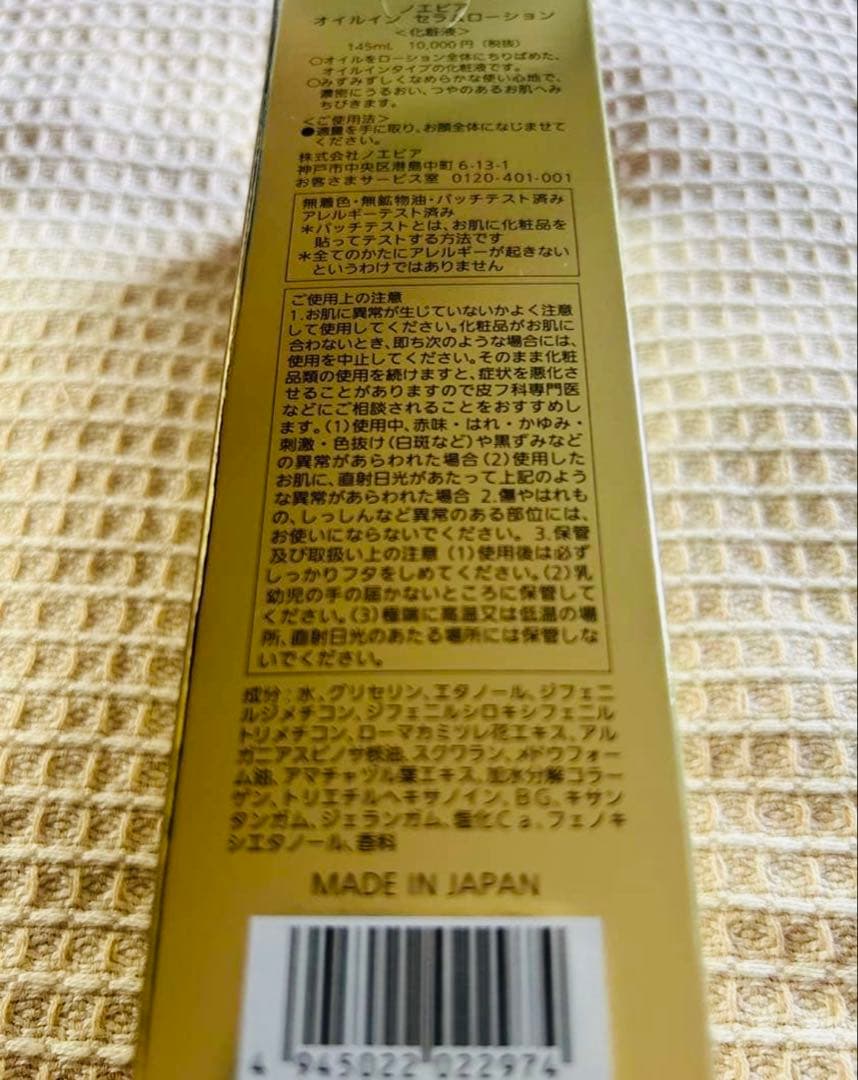 ノエビア
オイルイン セラムローション
<化粧液>
145mL 10,000円(税抜)
○オイルをローション全体にちりばめた、
オイルインタイプの化粧液です。
○みずみずしくなめらかな使い心地で、
濃密にうるおい、つやのあるお肌へみ
ちびきます。
<ご使用法>
●適量を手に取り、お顔全体になじませて
ください。
株式会社ノエビア
神戸市中央区港島中町6-13-1
お客さまサービス室 0120-401-001
無着色・無鉱物油・パッチテスト済み
アレルギーテスト済み
*パッチテストとは、お肌に化粧品を
貼ってテストする方法です
*全てのかたにアレルギーが起きない
というわけではありません
ご使用上の注意
1.お肌に異常が生じていないかよく注意
して使用してください。化粧品がお肌に
合わないとき、即ち次のような場合には、
使用を中止してください。そのまま化粧
品類の使用を続けますと、症状を悪化さ
せることがありますので皮フ科専門医
などにご相談されることをおすすめしま
す。(1)使用中、赤味・はれ・かゆみ・
刺激・色抜け(白斑など)や黒ずみなど
の異常があらわれた場合(2)使用した
お肌に、直射日光があたって上記のよう
な異常があらわれた場合 2.傷やはれも
の、しっしんなど異常のある部位には、
お使いにならないでください。 3.保管
及び取扱い上の注意(1)使用後は必ず
しっかりフタをしめてください。(2)乳
幼児の手の届かないところに保管して
ください。(3)極端に高温又は低温の場
所、直射日光のあたる場所には保管しな
いでください。
成分:水、グリセリン、エタノール、ジフェニ
ルジメチコン、ジフェニルシロキシフェニル
トリメチコン、ローマカミツレ花エキス、アル
ガニアスピノサ核油、スクワラン、メドウフォー
ム油、アマチャヅル葉エキス、加水分解コラー
ゲン、トリエチルヘキサノイン、BG、キサン
タンガム、ジェランガム、塩化Ca、フェノキ
シエタノール、香料
MADE IN JAPAN
4 945022 022974